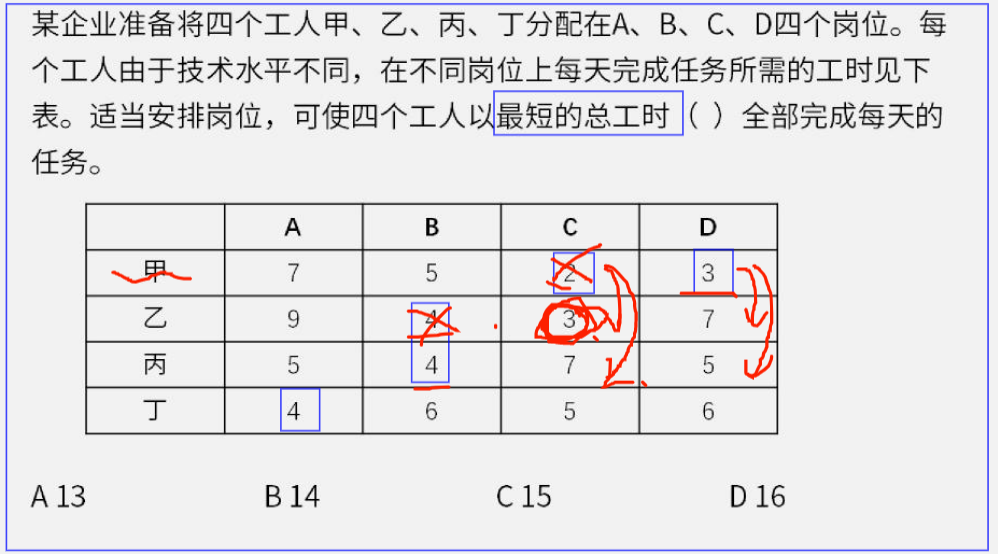 某企业准备将四个工人甲、乙、丙、丁分配在A、B、C、D四个岗位。每
个工人由于技术水平不同，在不同岗位上每天完成任务所需的工时见下
表。适当安排岗位，可使四个工人以最短的总工时（ ）全部完成每天的
任务。
A B C D
甲 7 5 2 3
乙 9 4 3 7
丙 5 4 7 5
丁 4 6 5 6
A 13 B 14 C 15 D 16